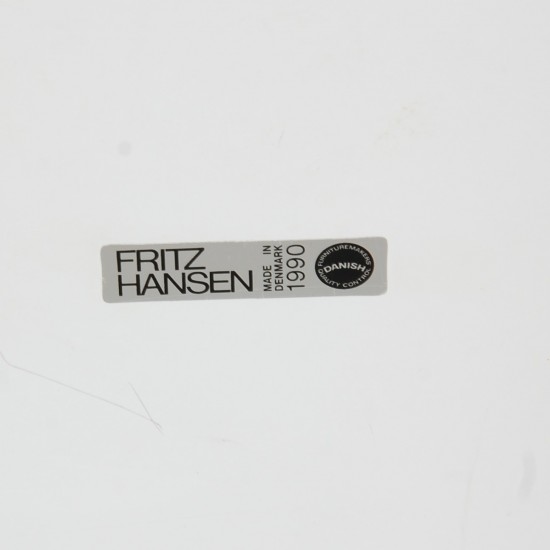 FRITZ
HANSEN
MADE IN
DENMARK
1990
FURNITUREMAKERS
DANISH
QUALITY CONTROL